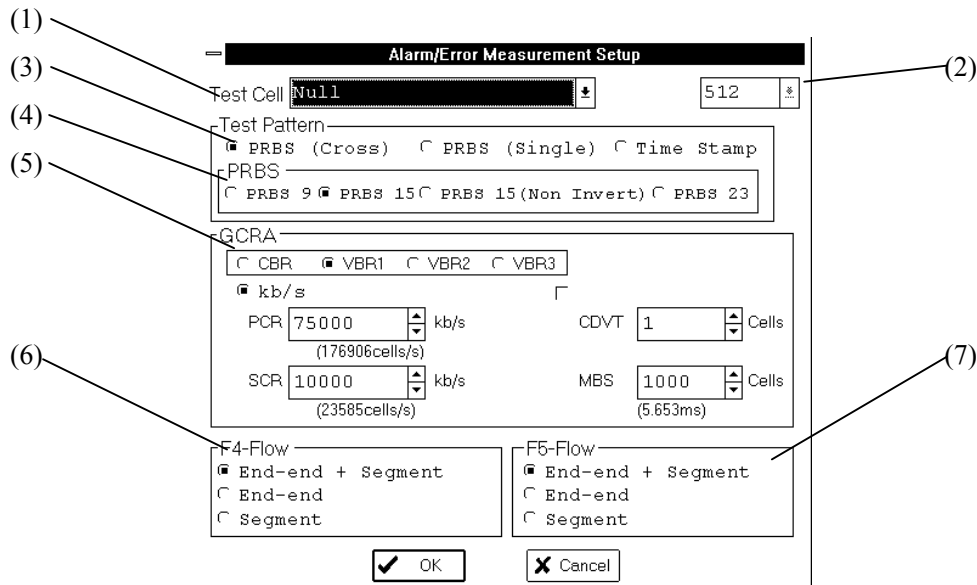 (1)
Alarm/Error Measurement Setup
(3)
(2)
Test Cell Null 512
(4)
Test Pattern
PRBS (Cross) PRBS (Single) Time Stamp
(5)
PRBS
PRBS 9 PRBS 15 PRBS 15(Non Invert) PRBS 23
GCRA
CBR VBR1 VBR2 VBR3
kb/s
PCR 75000 kb/s CDVT 1 Cells
(176906cells/s)
(6)
(7)
SCR 10000 kb/s MBS 1000 Cells
(23585cells/s) (5.653ms)
F4-Flow F5-Flow
End-end + Segment End-end + Segment
End-end End-end
Segment Segment
OK Cancel